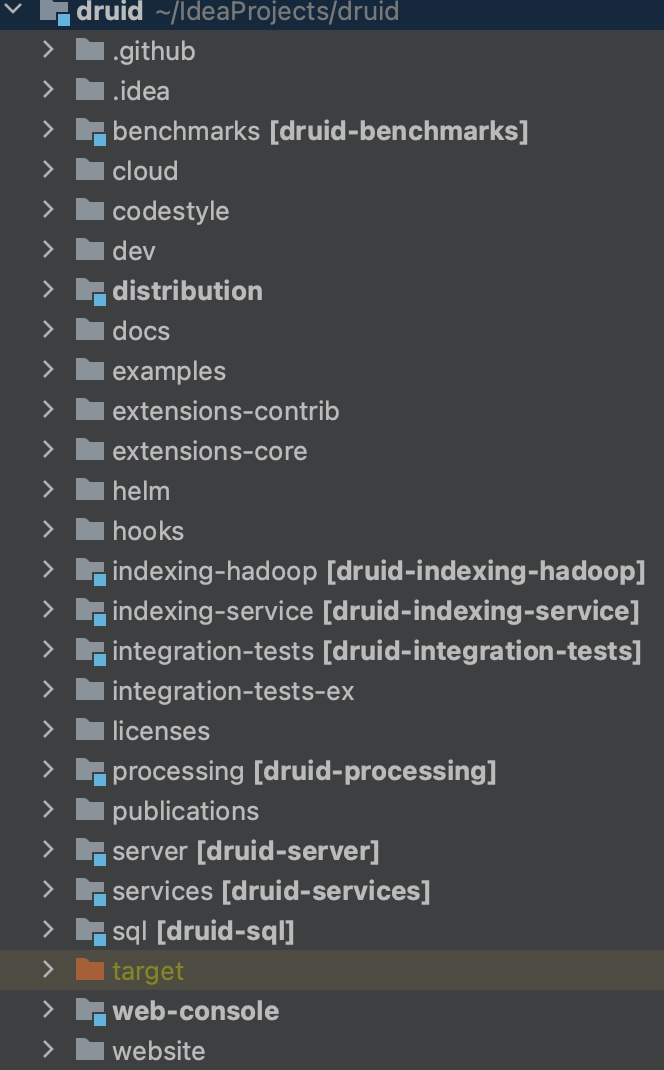 druid ~/IdeaProjects/druid
.github
.idea
benchmarks [druid-benchmarks]
cloud
codestyle
dev
distribution
docs
examples
extensions-contrib
extensions-core
helm
hooks
indexing-hadoop [druid-indexing-hadoop]
indexing-service [druid-indexing-service]
integration-tests [druid-integration-tests]
integration-tests-ex
licenses
processing [druid-processing]
publications
server [druid-server]
services [druid-services]
sql [druid-sql]
target
web-console
website